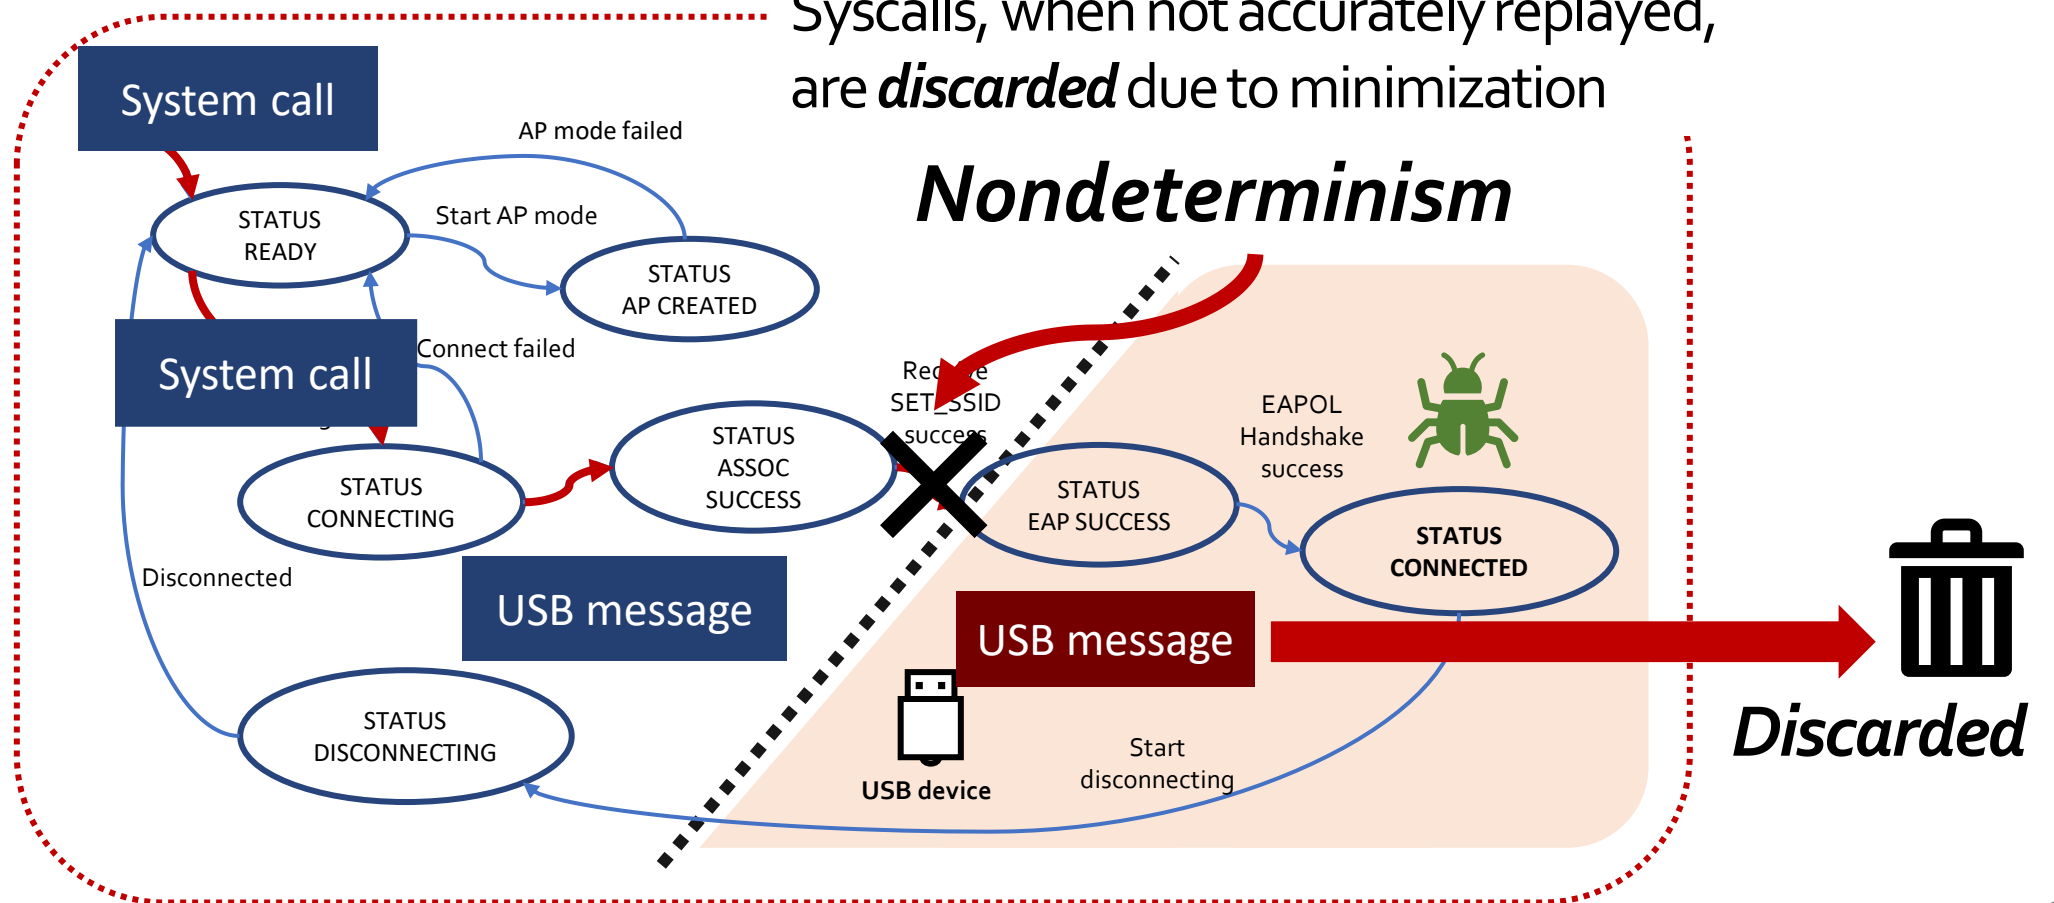 Syscalls, when not accurately replayed,
are discarded due to minimization
System call
AP mode failed
Nondeterminism
STATUS
READY
Start AP mode
STATUS
AP CREATED
System call
Connect failed
SET_SSID
success
EAPOL
Handshake
success
STATUS
ASSOC
SUCCESS
STATUS
CONNECTING
STATUS
EAP SUCCESS
STATUS
CONNECTED
Disconnected
USB message
USB message
STATUS
DISCONNECTING
USB device
Start
disconnecting
Discarded